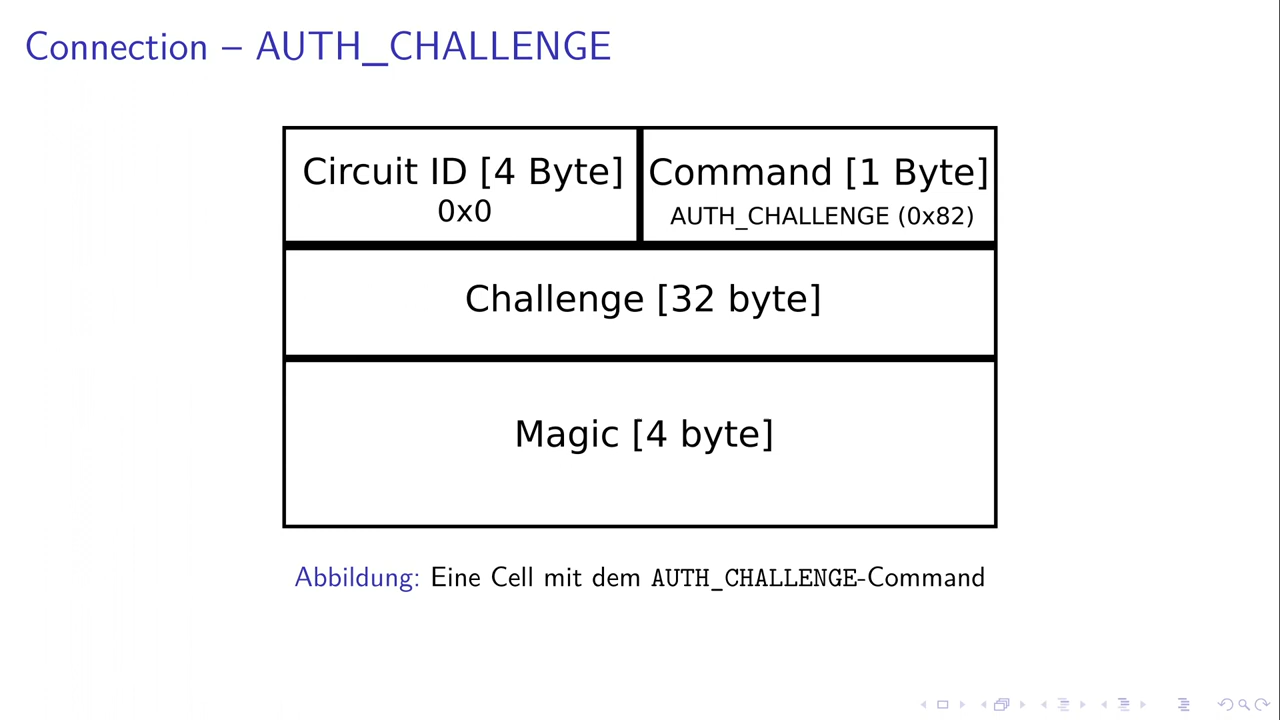 Connection – AUTH_CHALLENGE
Circuit ID [4 Byte]
0x0
Command [1 Byte]
AUTH_CHALLENGE (0x82)
Challenge [32 byte]
Magic [4 byte]
Abbildung: Eine Cell mit dem AUTH_CHALLENGE-Command